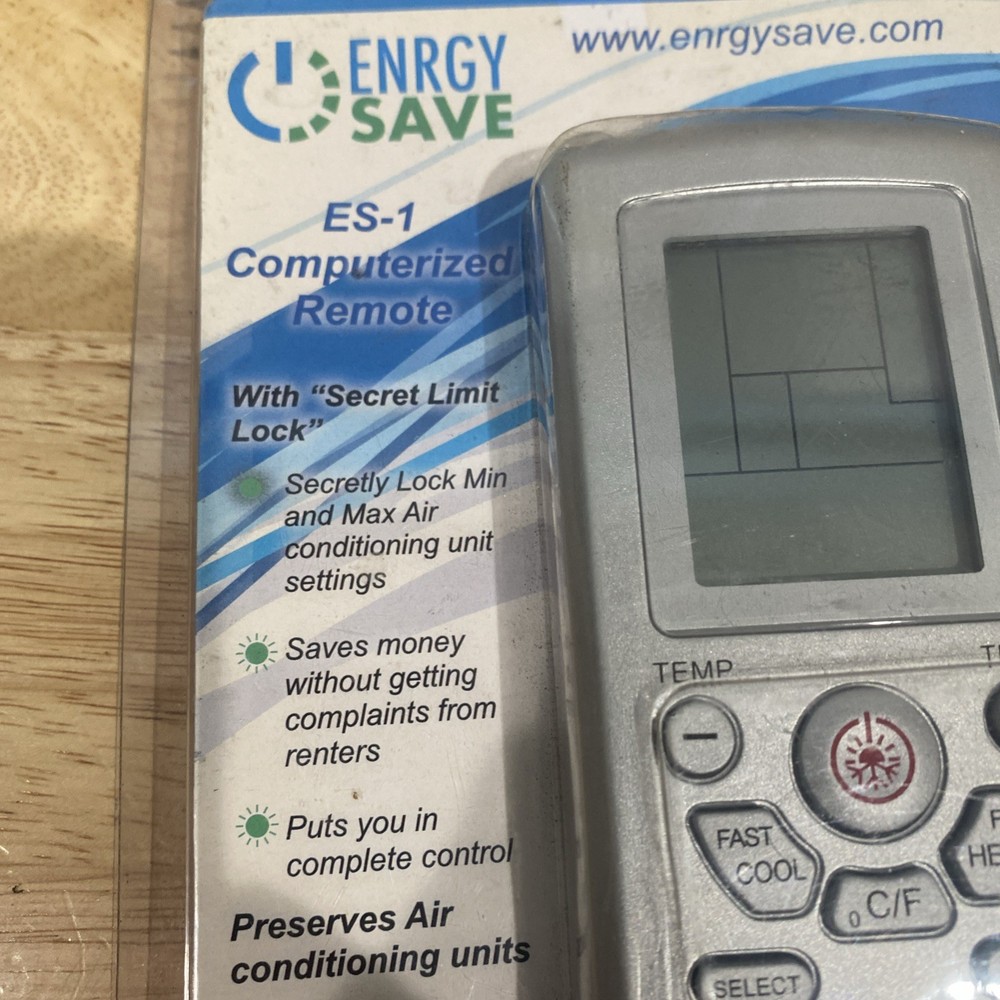 ENRGY
SAVE
www.enrgysave.com
ES-1
Computerized
Remote
With “Secret Limit
Lock”
Secretly Lock Min
and Max Air
conditioning unit
settings
Saves money
without getting
complaints from
renters
Puts you in
complete control
Preserves Air
conditioning units
TEMP
-
FAST
COOL
o C/F
SELECT